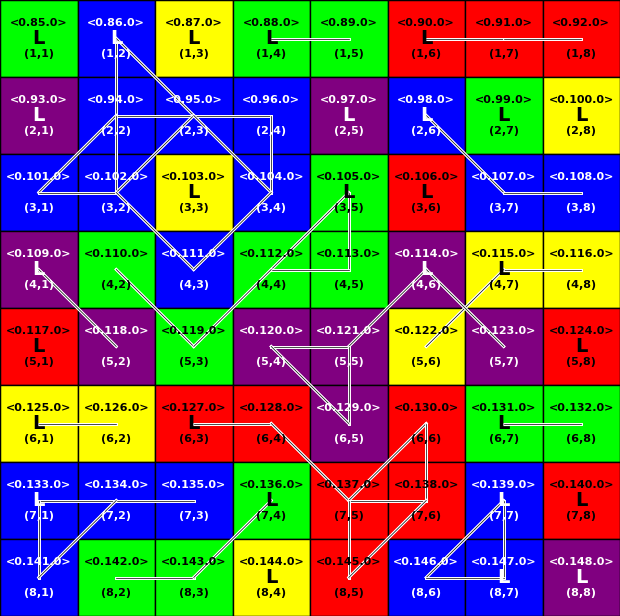 <0.85.0> <0.86.0> <0.87.0> <0.88.0> <0.89.0> <0.90.0> <0.91.0> <0.92.0>
L L L L L
(1,1) (1,2) (1,3) (1,4) (1,5) (1,6) (1,7) (1,8)
<0.93.0> <0.94.0> <0.95.0> <0.96.0> <0.97.0> <0.98.0> <0.99.0> <0.100.0>
L L L L L
(2,1) (2,2) (2,3) (2,4) (2,5) (2,6) (2,7) (2,8)
<0.101.0> <0.102.0> <0.103.0> <0.104.0> <0.105.0> <0.106.0> <0.107.0> <0.108.0>
L L L
(3,1) (3,2) (3,3) (3,4) (3,5) (3,6) (3,7) (3,8)
<0.109.0> <0.110.0> <0.111.0> <0.112.0> <0.113.0> <0.114.0> <0.115.0> <0.116.0>
L L L
(4,1) (4,2) (4,3) (4,4) (4,5) (4,6) (4,7) (4,8)
<0.117.0> <0.118.0> <0.119.0> <0.120.0> <0.121.0> <0.122.0> <0.123.0> <0.124.0>
L L
(5,1) (5,2) (5,3) (5,4) (5,5) (5,6) (5,7) (5,8)
<0.125.0> <0.126.0> <0.127.0> <0.128.0> <0.129.0> <0.130.0> <0.131.0> <0.132.0>
L L L
(6,1) (6,2) (6,3) (6,4) (6,5) (6,6) (6,7) (6,8)
<0.133.0> <0.134.0> <0.135.0> <0.136.0> <0.137.0> <0.138.0> <0.139.0> <0.140.0>
L L L L
(7,1) (7,2) (7,3) (7,4) (7,5) (7,6) (7,7) (7,8)
<0.141.0> <0.142.0> <0.143.0> <0.144.0> <0.145.0> <0.146.0> <0.147.0> <0.148.0>
L L L
(8,1) (8,2) (8,3) (8,4) (8,5) (8,6) (8,7) (8,8)